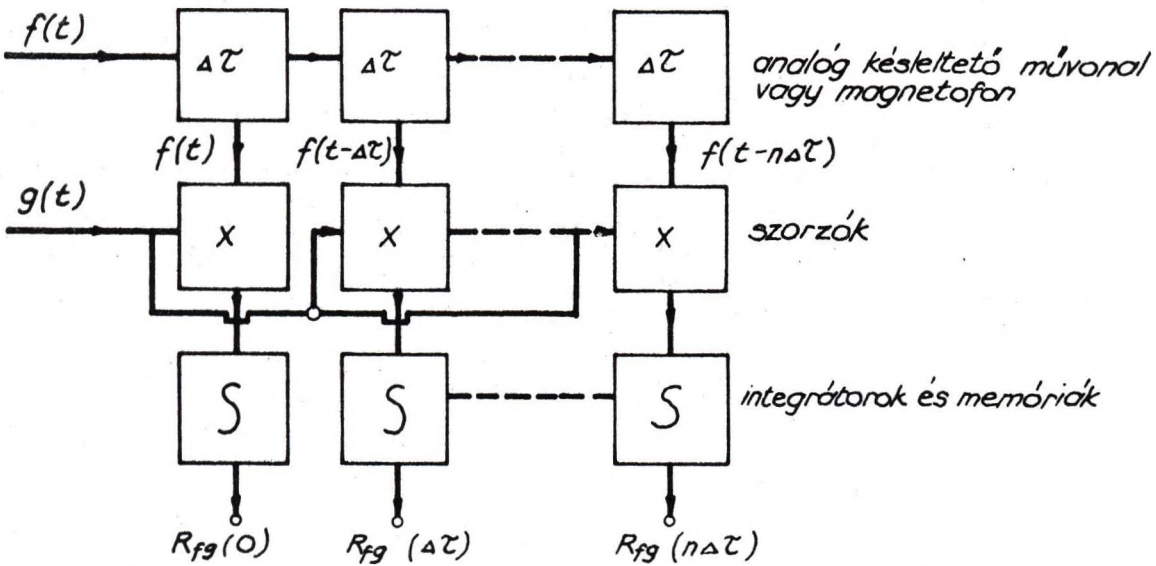 f(t)
Δτ
Δτ
Δτ
analóg késleltető művonal
vagy magnetofon
f(t)
f(t-Δτ)
f(t-nΔτ)
g(t)
x
x
x
szorzók
∫
∫
∫
integrátorok és memóriák
Rfg(0)
Rfg (Δτ)
Rfg (nΔτ)